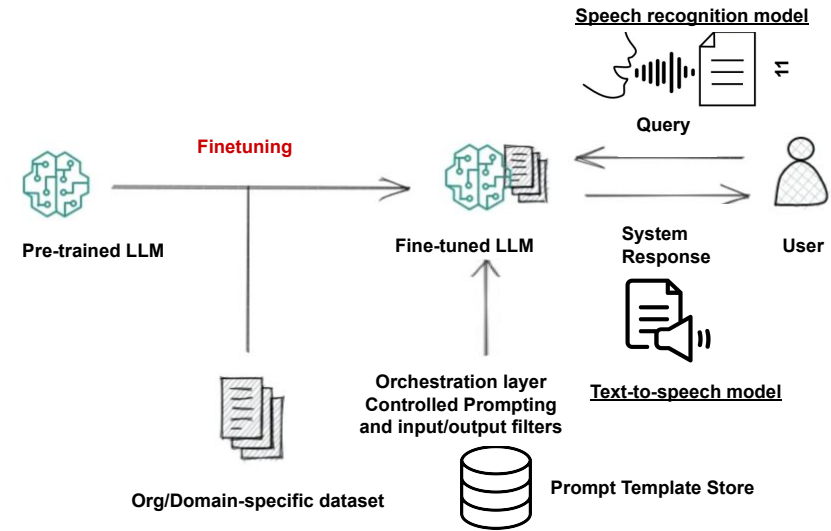 Speech recognition model
11
Query
Finetuning
Pre-trained LLM
Fine-tuned LLM
System
Response
User
Orchestration layer
Controlled Prompting
and input/output filters
Text-to-speech model
Org/Domain-specific dataset
Prompt Template Store